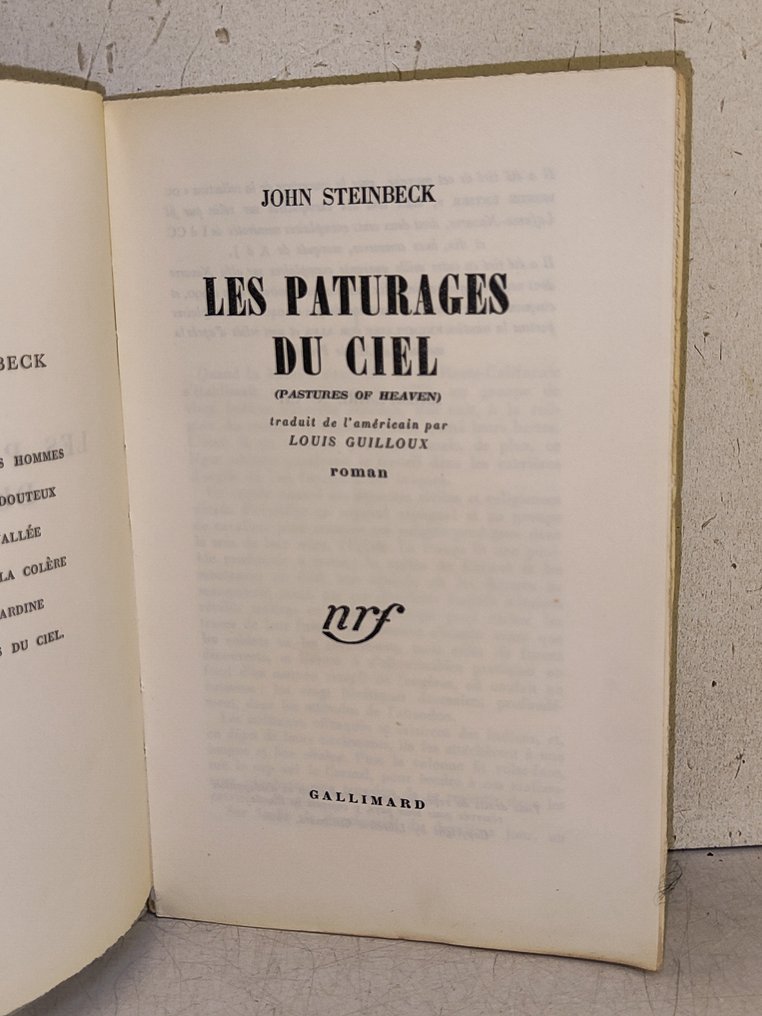 BECK
S HOMMES
DOUTEUX
ALLÉE
LA COLÈRE
ARDINE
S DU CIEL.
JOHN STEINBECK
LES PATURAGES
DU CIEL
(PASTURES OF HEAVEN)
traduit de l'américain par
LOUIS GUILLOUX
roman
nrf
GALLIMARD